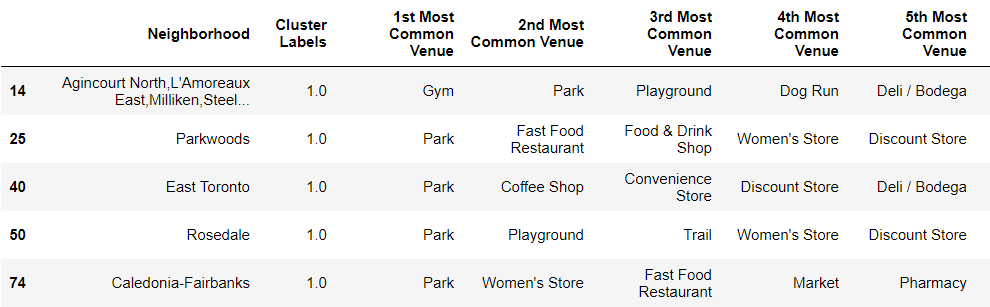 Neighborhood Cluster Labels 1st Most Common Venue 2nd Most Common Venue 3rd Most Common Venue 4th Most Common Venue 5th Most Common Venue
14 Agincourt North,L'Amoreaux East,Milliken,Steel... 1.0 Gym Park Playground Dog Run Deli / Bodega
25 Parkwoods 1.0 Park Fast Food Restaurant Food & Drink Shop Women's Store Discount Store
40 East Toronto 1.0 Park Coffee Shop Convenience Store Discount Store Deli / Bodega
50 Rosedale 1.0 Park Playground Trail Women's Store Discount Store
74 Caledonia-Fairbanks 1.0 Park Women's Store Fast Food Restaurant Market Pharmacy